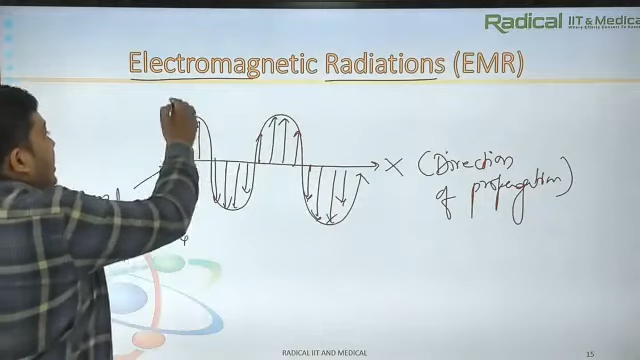 Radical IIT & Medical
Electromagnetic Radiations (EMR)
X (Direction
of propagation)
RADICAL IIT AND MEDICAL
15